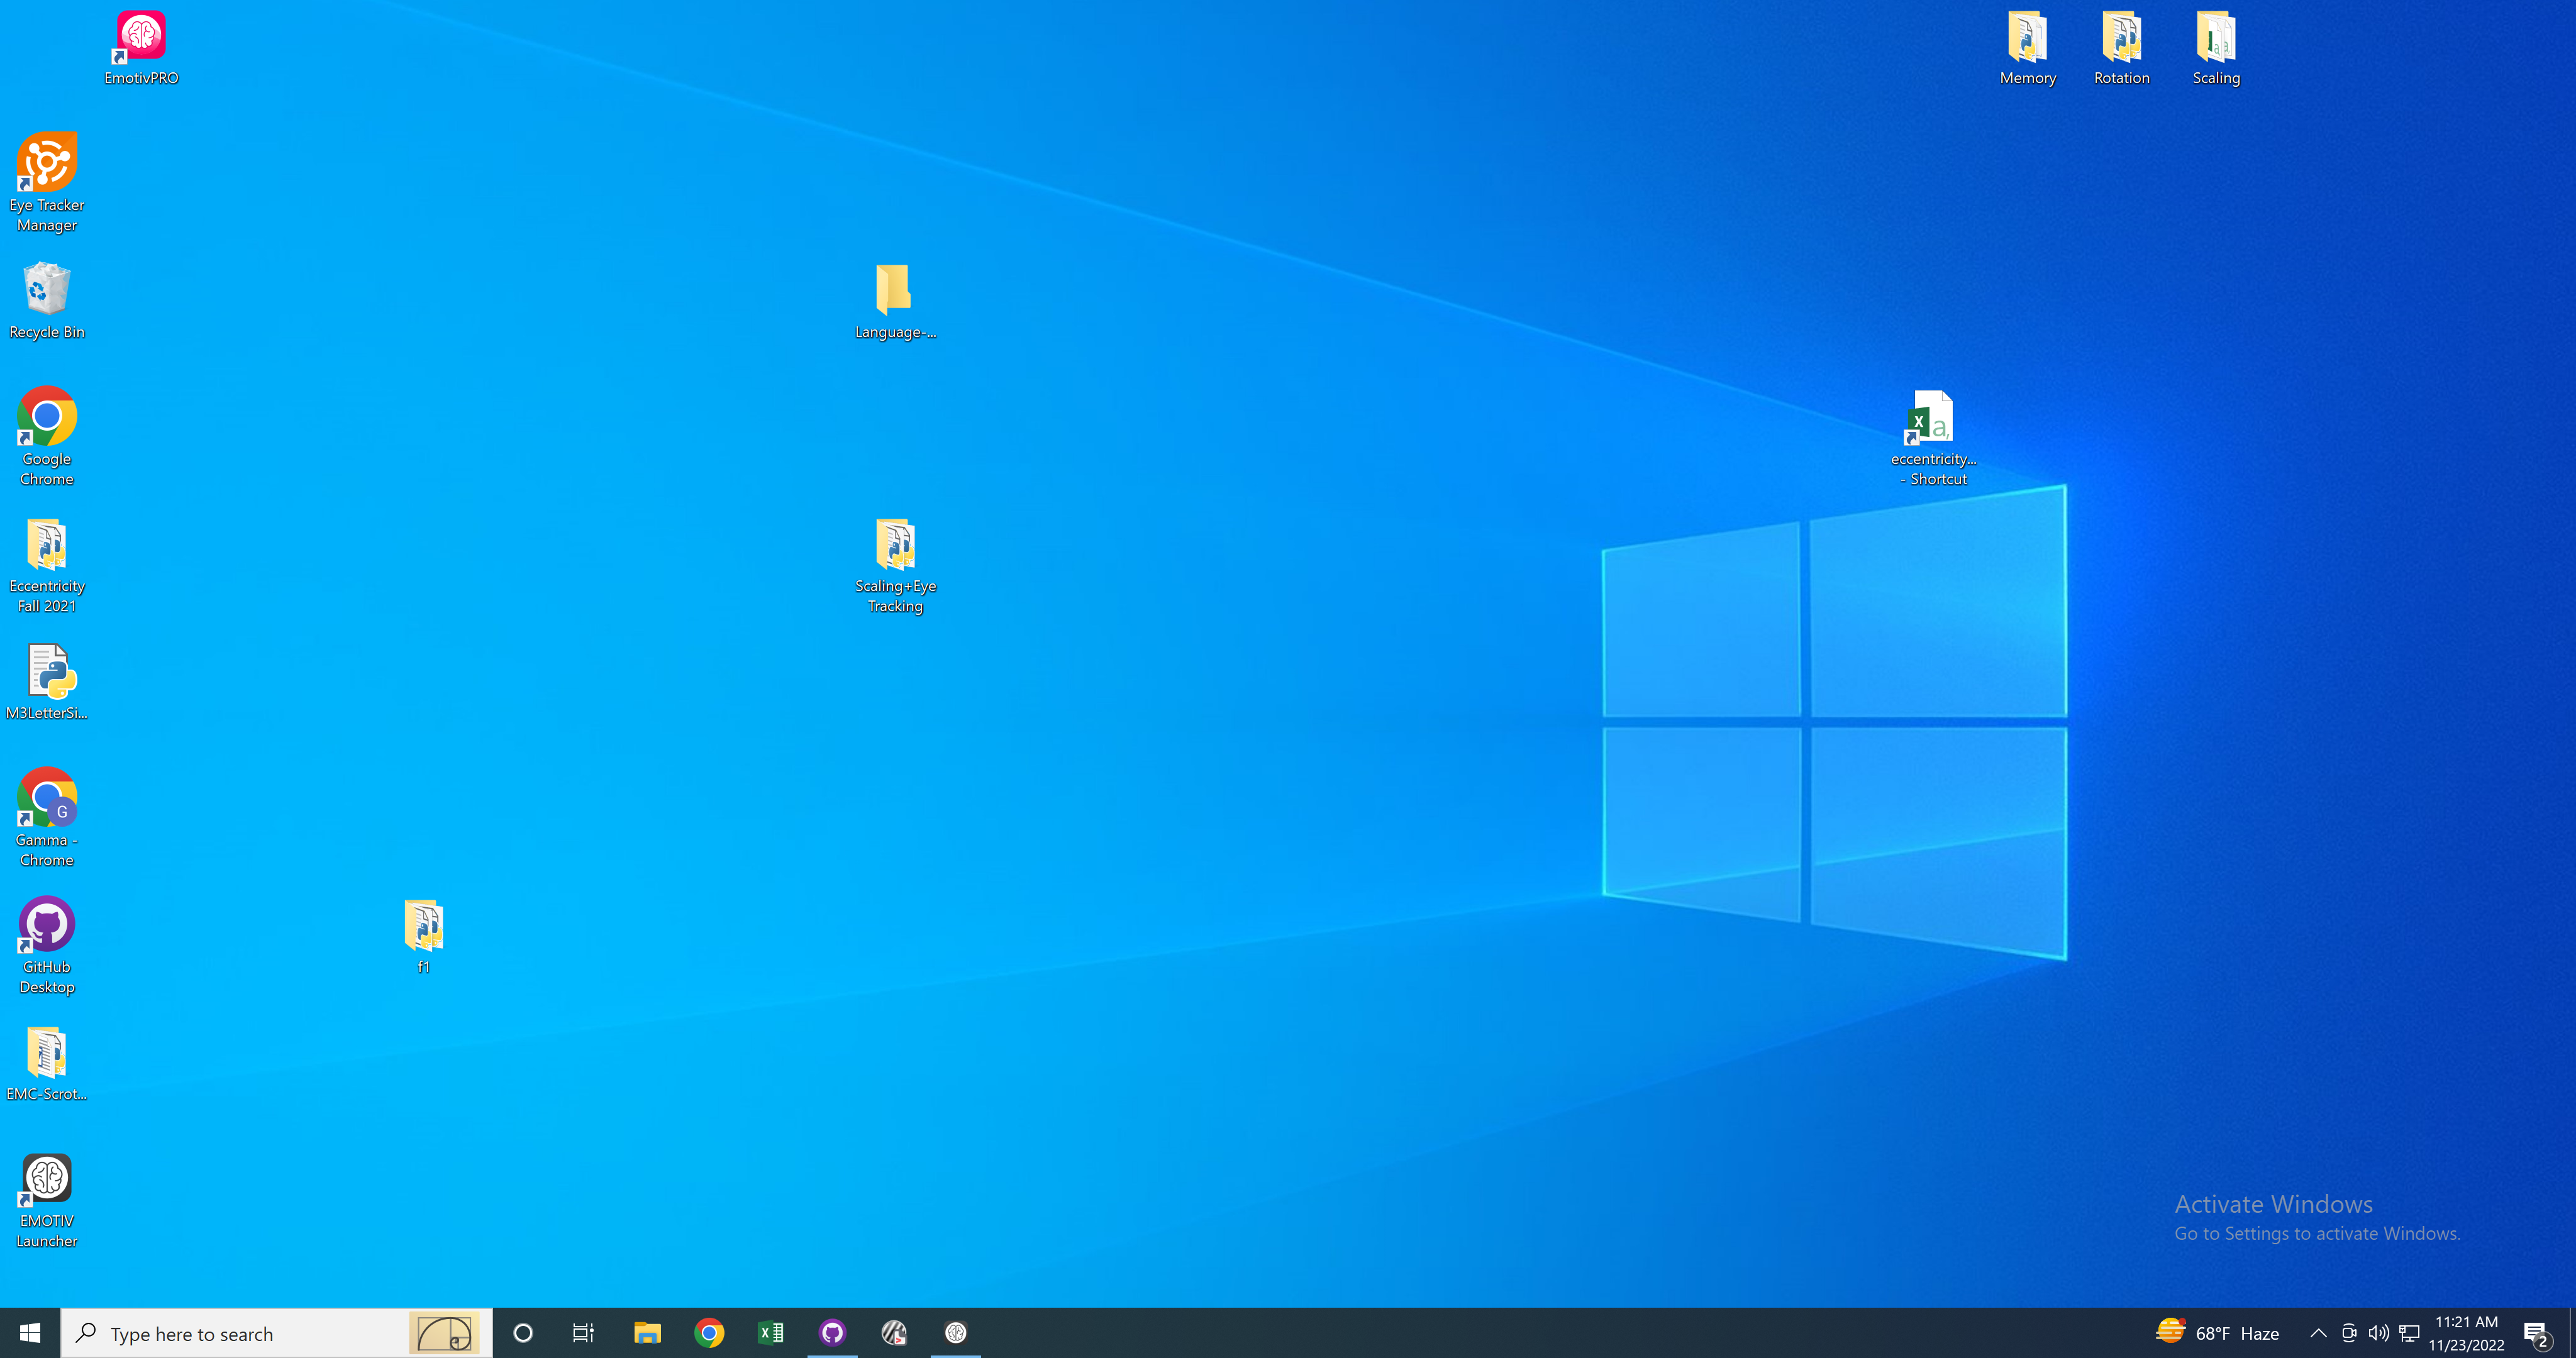 EmotivPRO
Memory
Rotation
Scaling
Eye Tracker
Manager
Recycle Bin
Language-...
Google
Chrome
eccentricity...
- Shortcut
Eccentricity
Fall 2021
Scaling+Eye
Tracking
M3LetterSi...
Gamma -
Chrome
G
GitHub
Desktop
f1
EMC-Scrot...
EMOTIV
Launcher
Activate Windows
Go to Settings to activate Windows.
Type here to search
68°F Haze
11:21 AM
11/23/2022
2